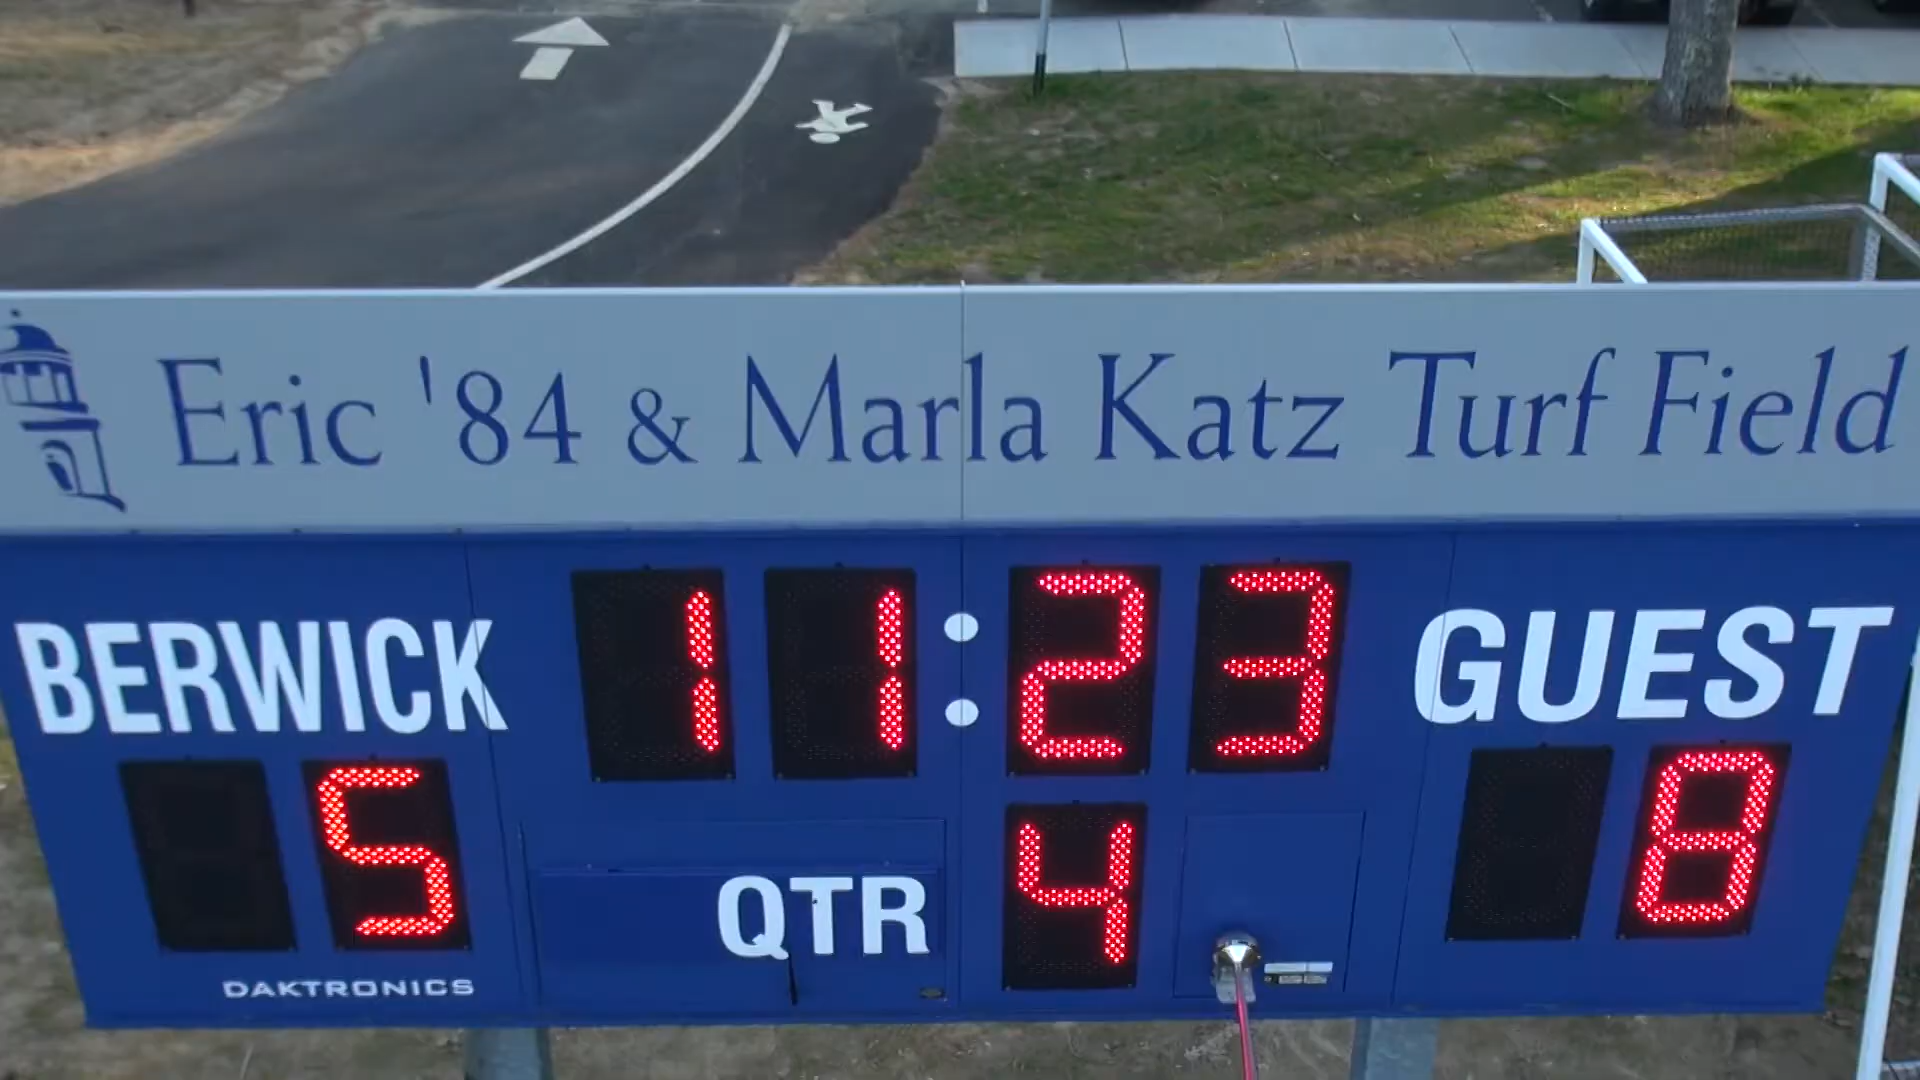 Eric '84 & Marla Katz Turf Field
BERWICK 11:23 GUEST
5 QTR 4 8
DAKTRONICS